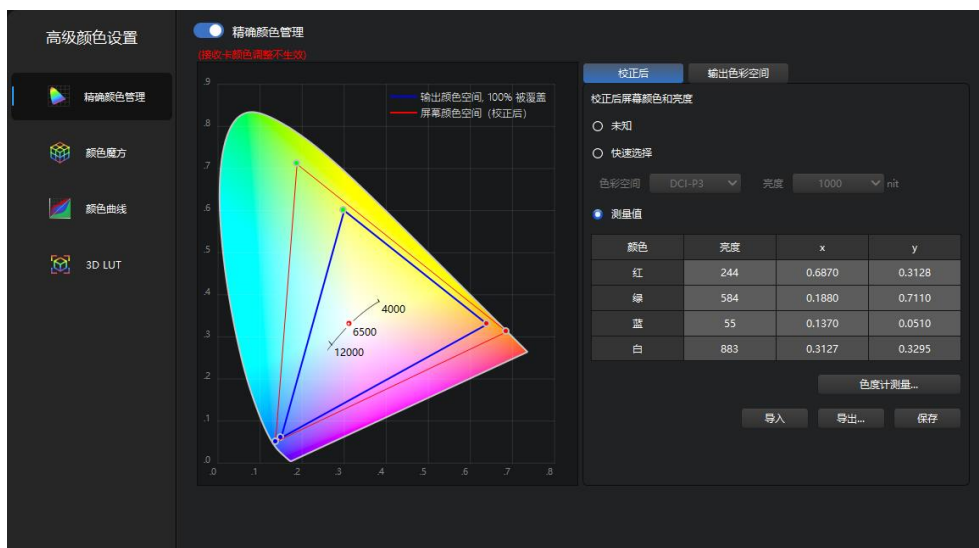 高级颜色设置
精确颜色管理
颜色魔方
颜色曲线
3D LUT
精确颜色管理
(接收卡颜色调整不生效)
输出颜色空间, 100% 被覆盖
屏幕颜色空间（校正后）
.9
.8
.7
.6
.5
.4
.3
.2
.1
.0
.0 .1 .2 .3 .4 .5 .6 .7 .8
4000
6500
12000
校正后 输出色彩空间
校正后屏幕颜色和亮度
未知
快速选择
色彩空间 DCI-P3 亮度 1000 nit
测量值
颜色 亮度 x y
红 244 0.6870 0.3128
绿 584 0.1880 0.7110
蓝 55 0.1370 0.0510
白 883 0.3127 0.3295
色度计测量...
导入 导出... 保存